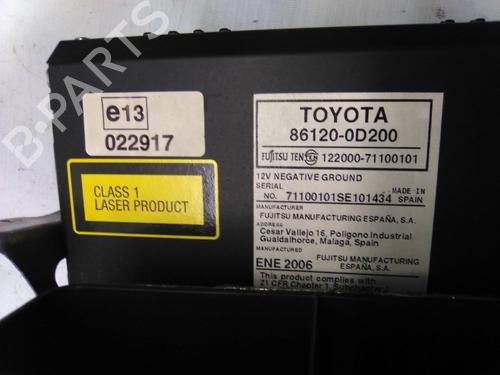 B-PARTS
e13
022917
CLASS 1
LASER PRODUCT
TOYOTA
86120-0D200
FUJITSU TEN 122000-71100101
12V NEGATIVE GROUND
SERIAL
NO. 71100101SE101434 MADE IN SPAIN
MANUFACTURER
FUJITSU MANUFACTURING ESPAÑA, S.A.
ADDRESS
Cesar Vallejo 16, Poligono Industrial
Guadalhorce, Malaga, Spain
MANUFACTURED
ENE 2006 FUJITSU MANUFACTURING
ESPAÑA, S.A.
This product complies with
21 CFR Chapter 1, Subchapter